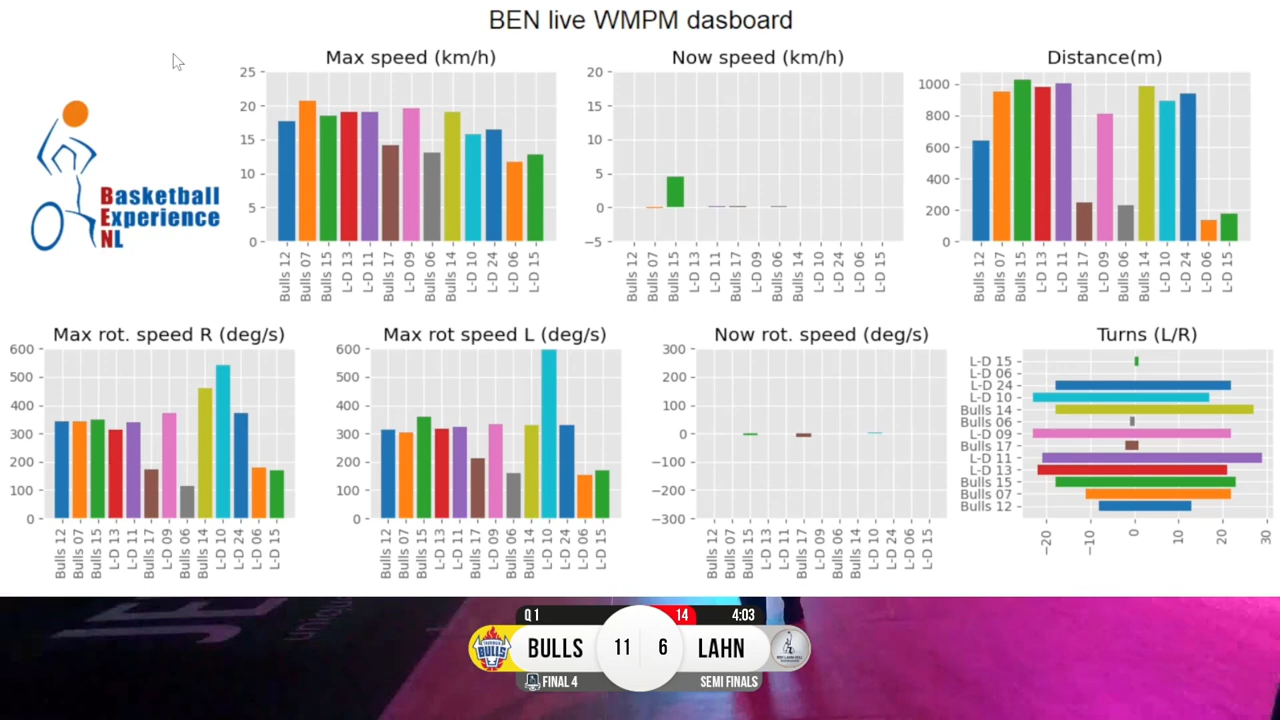 BEN live WMPM dasboard
Basketball
Experience
NL
Max speed (km/h)
25
20
15
10
5
0
Bulls 12
Bulls 07
Bulls 15
L-D 13
L-D 11
Bulls 17
L-D 09
Bulls 06
Bulls 14
L-D 10
L-D 24
L-D 06
L-D 15
Now speed (km/h)
20
15
10
5
0
−5
Bulls 12
Bulls 07
Bulls 15
L-D 13
L-D 11
Bulls 17
L-D 09
Bulls 06
Bulls 14
L-D 10
L-D 24
L-D 06
L-D 15
Distance(m)
1000
800
600
400
200
0
Bulls 12
Bulls 07
Bulls 15
L-D 13
L-D 11
Bulls 17
L-D 09
Bulls 06
Bulls 14
L-D 10
L-D 24
L-D 06
L-D 15
Max rot. speed R (deg/s)
600
500
400
300
200
100
0
Bulls 12
Bulls 07
Bulls 15
L-D 13
L-D 11
Bulls 17
L-D 09
Bulls 06
Bulls 14
L-D 10
L-D 24
L-D 06
L-D 15
Max rot speed L (deg/s)
600
500
400
300
200
100
0
Bulls 12
Bulls 07
Bulls 15
L-D 13
L-D 11
Bulls 17
L-D 09
Bulls 06
Bulls 14
L-D 10
L-D 24
L-D 06
L-D 15
Now rot. speed (deg/s)
300
200
100
0
−100
−200
−300
Bulls 12
Bulls 07
Bulls 15
L-D 13
L-D 11
Bulls 17
L-D 09
Bulls 06
Bulls 14
L-D 10
L-D 24
L-D 06
L-D 15
Turns (L/R)
L-D 15
L-D 06
L-D 24
L-D 10
Bulls 14
Bulls 06
L-D 09
Bulls 17
L-D 11
L-D 13
Bulls 15
Bulls 07
Bulls 12
−20
−10
0
10
20
30
Q 1
14
4:03
BULLS
BULLS 11 6 LAHN
FINAL 4
SEMI FINALS